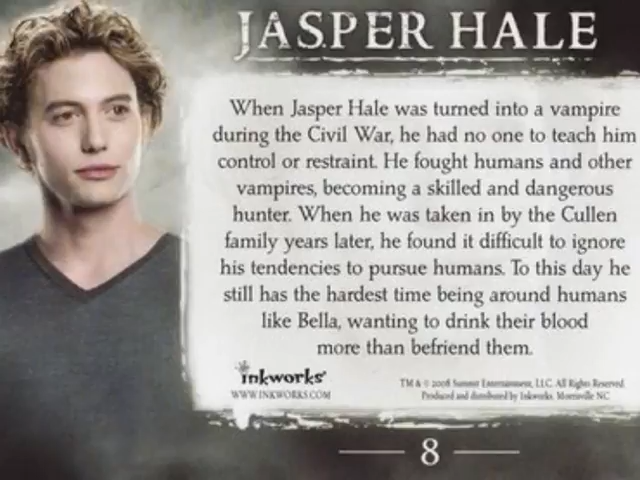 JASPER HALE
When Jasper Hale was turned into a vampire
during the Civil War, he had no one to teach him
control or restraint. He fought humans and other
vampires, becoming a skilled and dangerous
hunter. When he was taken in by the Cullen
family years later, he found it difficult to ignore
his tendencies to pursue humans. To this day he
still has the hardest time being around humans
like Bella, wanting to drink their blood
more than befriend them.
inkworks®
WWW.INKWORKS.COM
TM & © 2008 Summit Entertainment, LLC. All Rights Reserved.
Produced and distributed by Inkworks, Morrisville NC
8